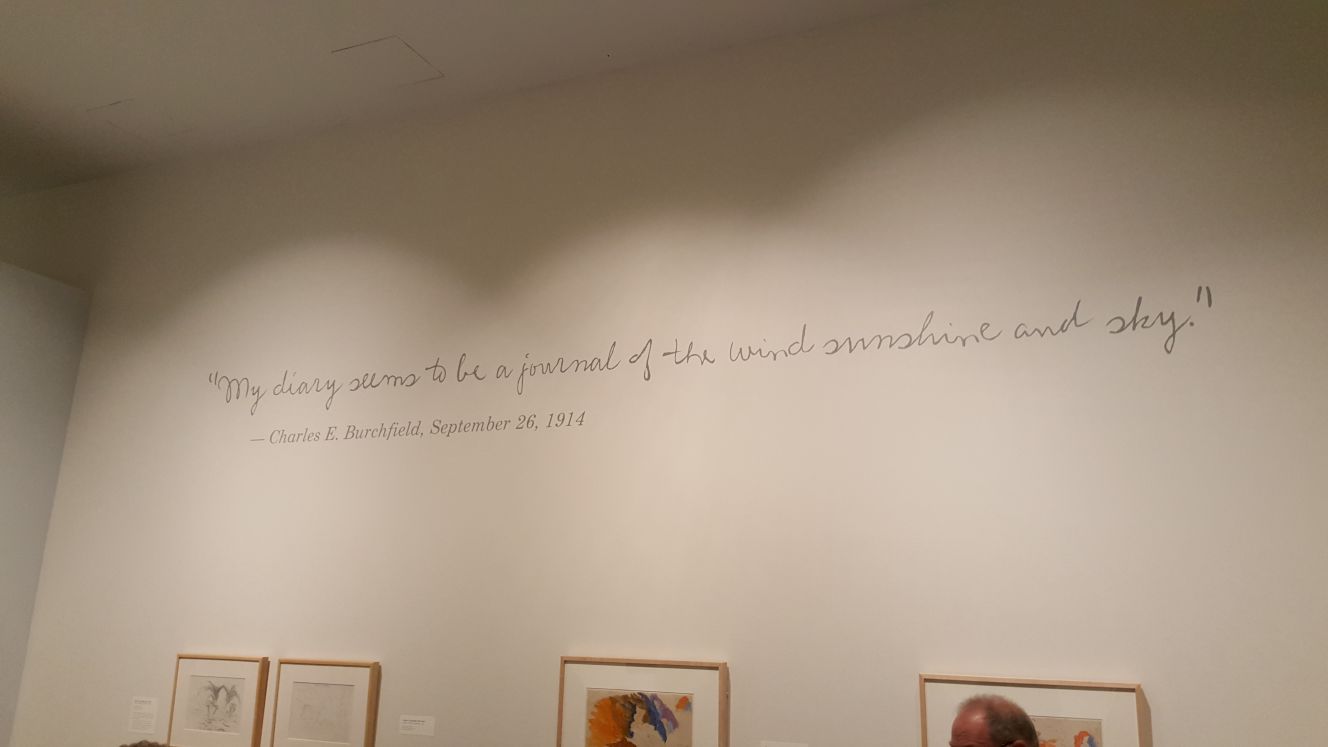 "My diary seems to be a journal of the wind sunshine and sky."
— Charles E. Burchfield, September 26, 1914